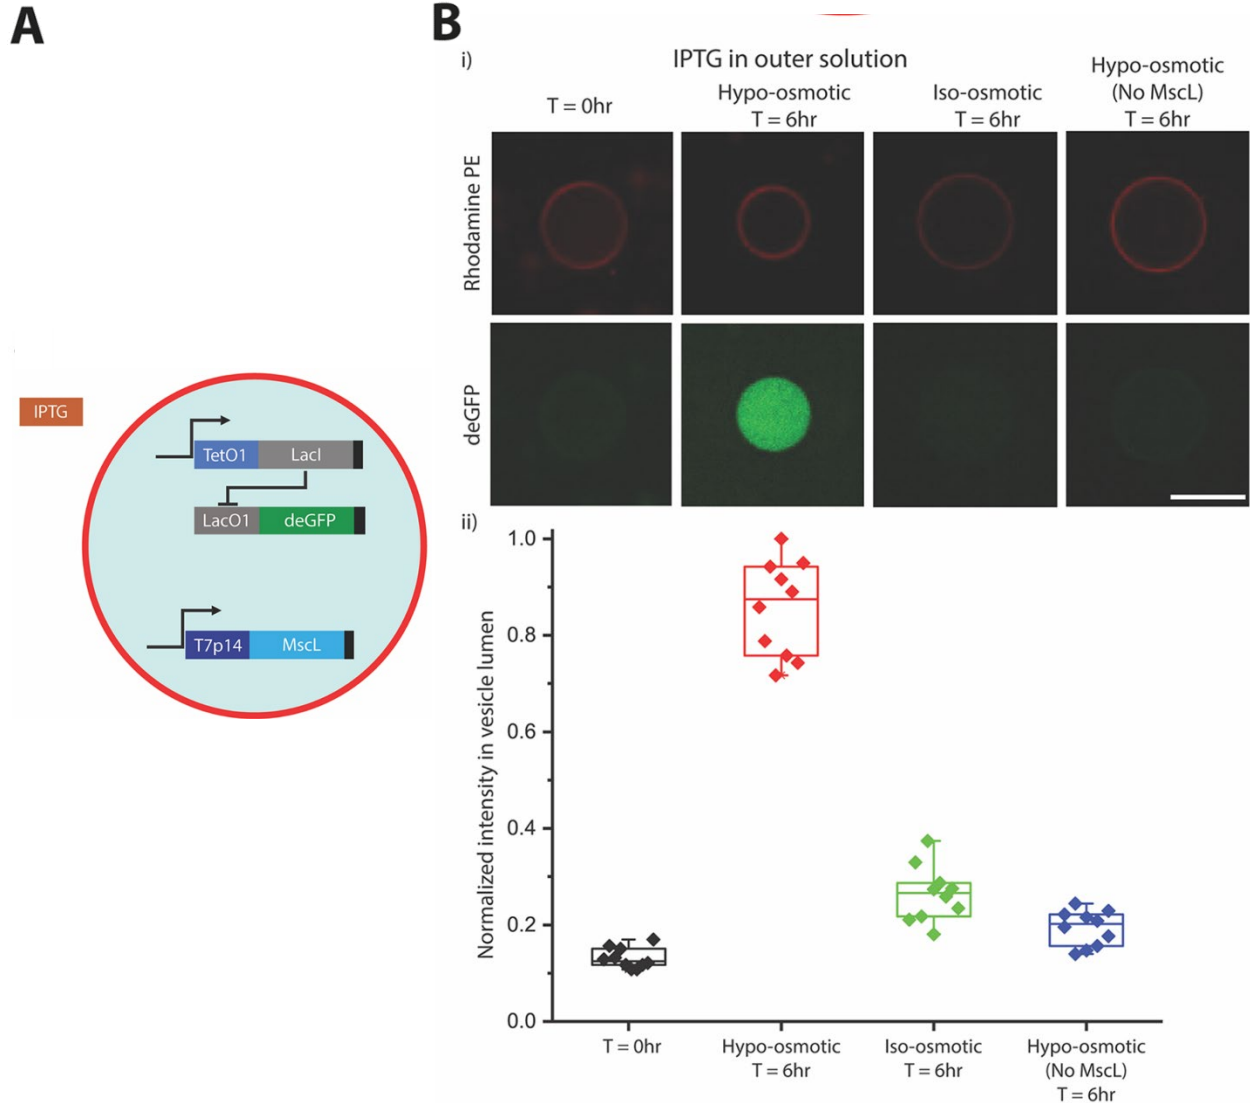 A
IPTG
TetO1 LacI
LacO1 deGFP
T7p14 MscL
B
i)
IPTG in outer solution
T = 0hr
Hypo-osmotic
T = 6hr
Iso-osmotic
T = 6hr
Hypo-osmotic
(No MscL)
T = 6hr
Rhodamine PE
deGFP
ii)
Normalized intensity in vesicle lumen
1.0
0.8
0.6
0.4
0.2
0.0
T = 0hr
Hypo-osmotic
T = 6hr
Iso-osmotic
T = 6hr
Hypo-osmotic
(No MscL)
T = 6hr